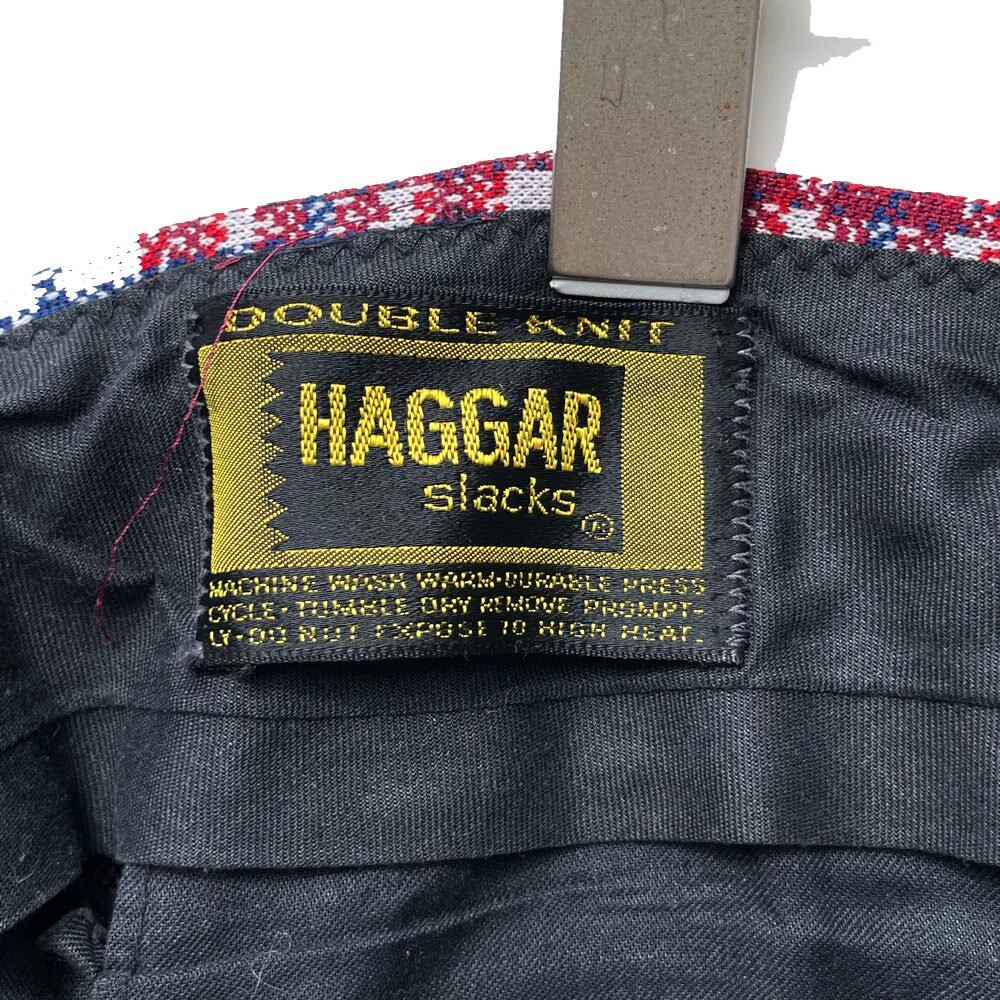 DOUBLE KNIT
HAGGAR
slacks
®
MACHINE WASH WARM·DURABLE PRESS
CYCLE·TUMBLE DRY REMOVE PROMPT-
LY·DO NOT EXPOSE TO HIGH HEAT.